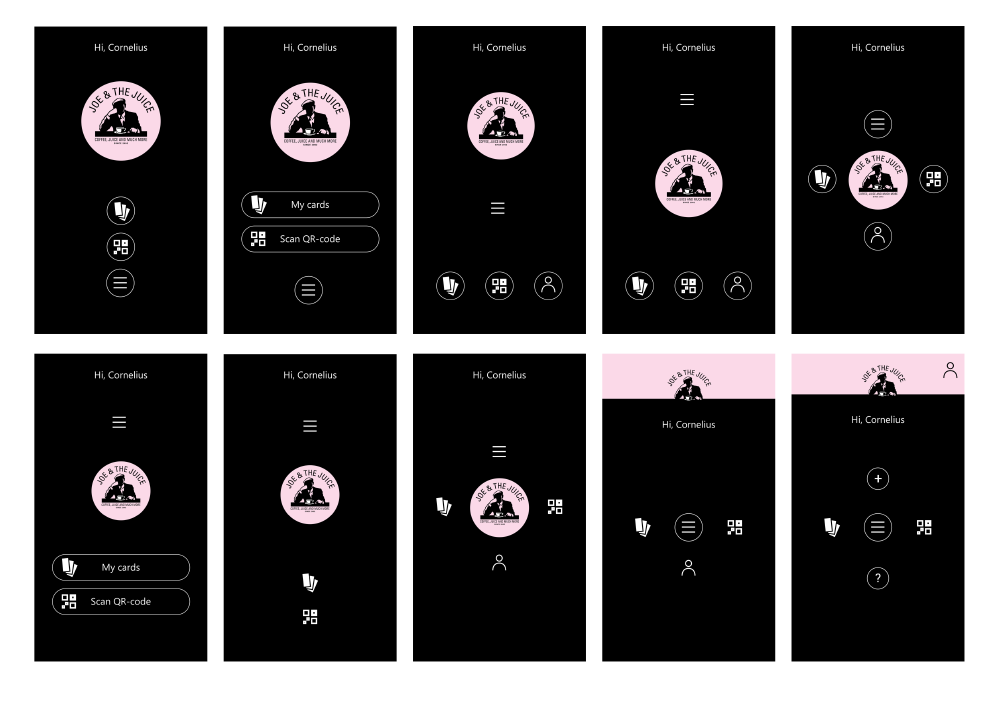 Hi, Cornelius
JOE & THE JUICE
COFFEE, JUICE AND MUCH MORE
SINCE 2002
Hi, Cornelius
JOE & THE JUICE
COFFEE, JUICE AND MUCH MORE
SINCE 2002
My cards
Scan QR-code
Hi, Cornelius
JOE & THE JUICE
COFFEE, JUICE AND MUCH MORE
Hi, Cornelius
JOE & THE JUICE
COFFEE, JUICE AND MUCH MORE
Hi, Cornelius
JOE & THE JUICE
COFFEE, JUICE AND MUCH MORE
Hi, Cornelius
JOE & THE JUICE
COFFEE, JUICE AND MUCH MORE
My cards
Scan QR-code
Hi, Cornelius
JOE & THE JUICE
COFFEE, JUICE AND MUCH MORE
Hi, Cornelius
JOE & THE JUICE
COFFEE, JUICE AND MUCH MORE
JOE & THE JUICE
Hi, Cornelius
JOE & THE JUICE
Hi, Cornelius
+
?